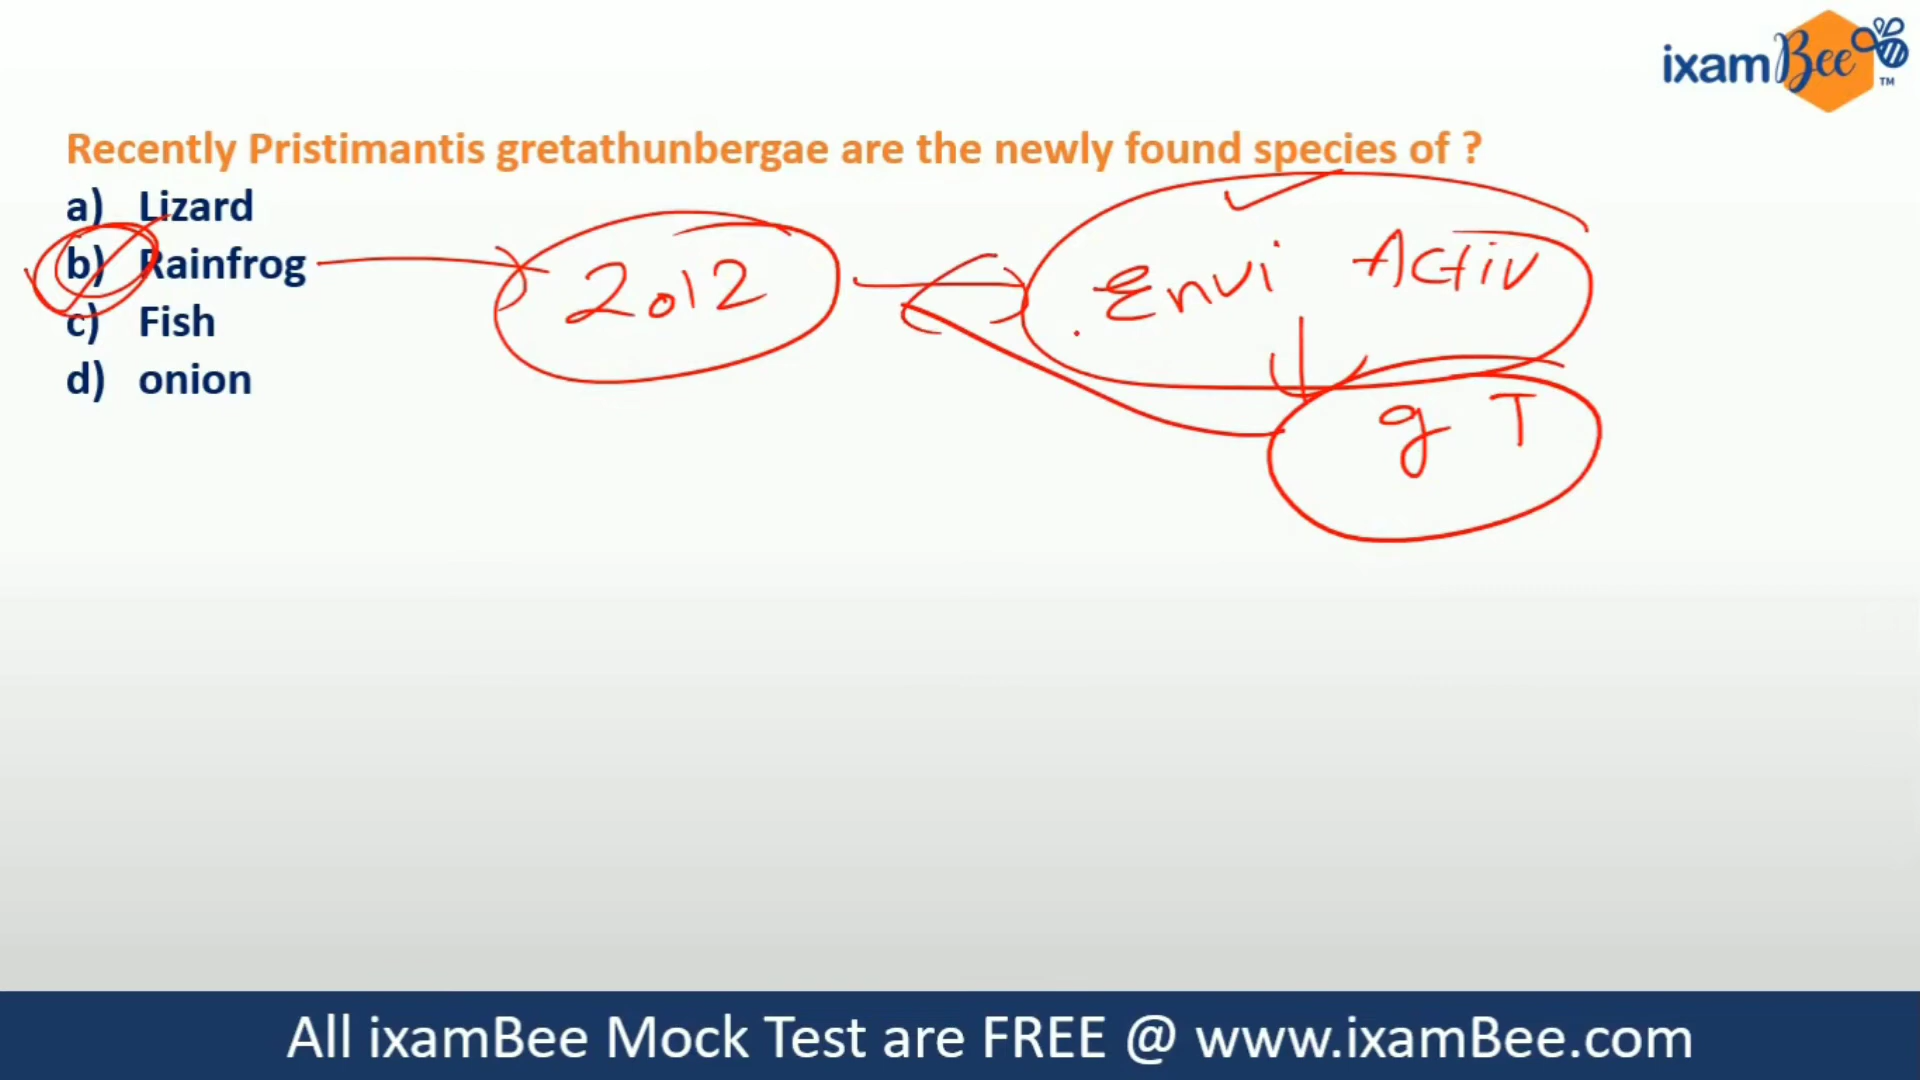 ixamBee TM
Recently Pristimantis gretathunbergae are the newly found species of ?
a) Lizard
b) Rainfrog
c) Fish
d) onion
2012
Envi Activ
g T
All ixamBee Mock Test are FREE @ www.ixamBee.com